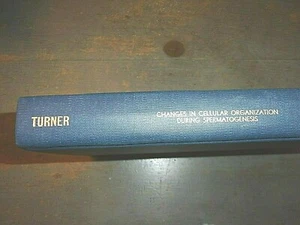 TURNER
CHANGES IN CELLULAR ORGANIZATION
DURING SPERMATOGENESIS